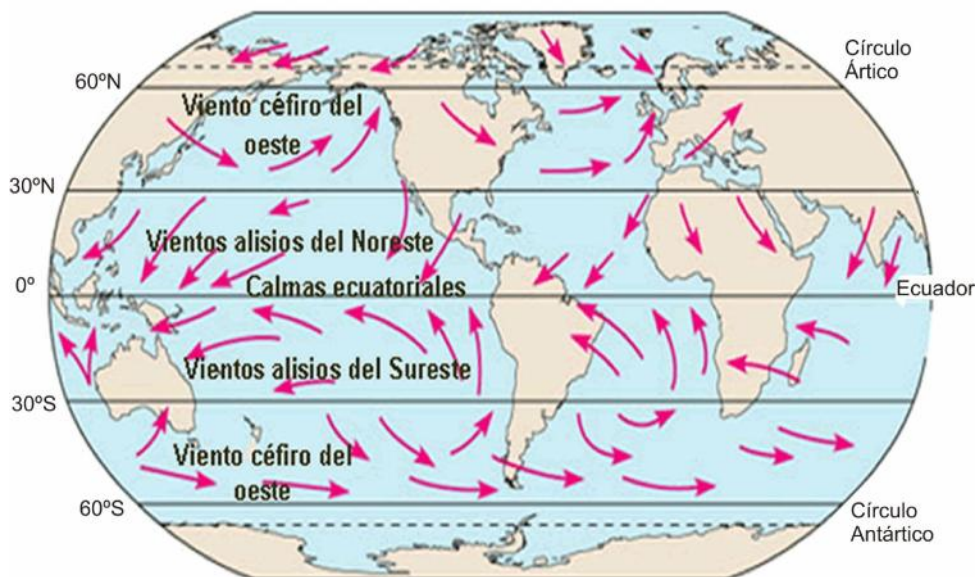 Círculo
Ártico
60ºN
Viento céfiro del
oeste
30ºN
Vientos alisios del Noreste
0º
Calmas ecuatoriales
Ecuador
Vientos alisios del Sureste
30ºS
Viento céfiro del
oeste
60ºS
Círculo
Antártico